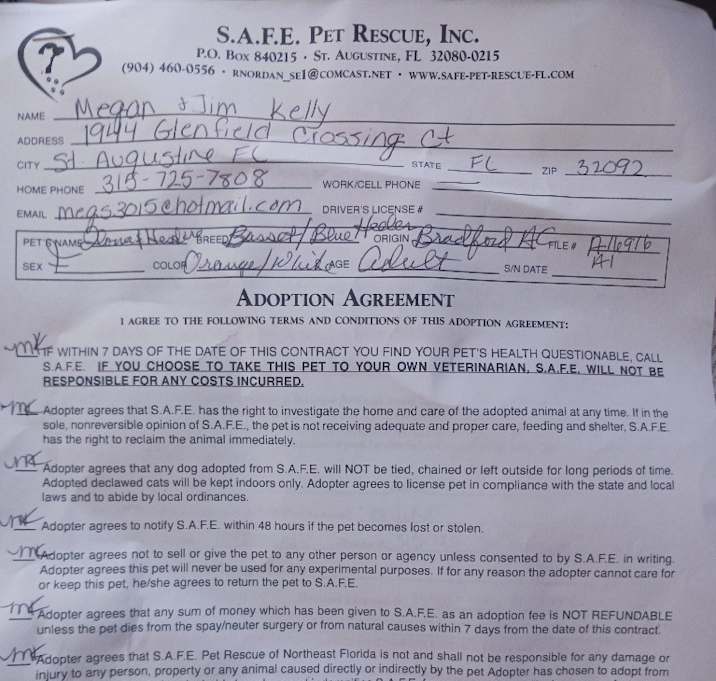 S.A.F.E. PET RESCUE, INC.
P.O. BOX 840215 · ST. AUGUSTINE, FL 32080-0215
(904) 460-0556 · RNORDAN_SE1@COMCAST.NET · WWW.SAFE-PET-RESCUE-FL.COM
NAME Megan & Jim Kelly
ADDRESS 1944 Glenfield Crossing Ct
CITY St. Augustine FL STATE FL ZIP 32092
HOME PHONE 315-725-7808 WORK/CELL PHONE
EMAIL megs3015@hotmail.com DRIVER'S LICENSE #
PET'S NAME BREED Basset/Blue Heeler ORIGIN Bradford AC FILE # A16916
SEX F COLOR Orange/White AGE Adult S/N DATE A1
ADOPTION AGREEMENT
I AGREE TO THE FOLLOWING TERMS AND CONDITIONS OF THIS ADOPTION AGREEMENT:
MK IF WITHIN 7 DAYS OF THE DATE OF THIS CONTRACT YOU FIND YOUR PET'S HEALTH QUESTIONABLE, CALL
S.A.F.E. IF YOU CHOOSE TO TAKE THIS PET TO YOUR OWN VETERINARIAN, S.A.F.E. WILL NOT BE
RESPONSIBLE FOR ANY COSTS INCURRED.
MK Adopter agrees that S.A.F.E. has the right to investigate the home and care of the adopted animal at any time. If in the
sole, nonreversible opinion of S.A.F.E., the pet is not receiving adequate and proper care, feeding and shelter, S.A.F.E.
has the right to reclaim the animal immediately.
MK Adopter agrees that any dog adopted from S.A.F.E. will NOT be tied, chained or left outside for long periods of time.
Adopted declawed cats will be kept indoors only. Adopter agrees to license pet in compliance with the state and local
laws and to abide by local ordinances.
MK Adopter agrees to notify S.A.F.E. within 48 hours if the pet becomes lost or stolen.
MK Adopter agrees not to sell or give the pet to any other person or agency unless consented to by S.A.F.E. in writing.
Adopter agrees this pet will never be used for any experimental purposes. If for any reason the adopter cannot care for
or keep this pet, he/she agrees to return the pet to S.A.F.E.
MK Adopter agrees that any sum of money which has been given to S.A.F.E. as an adoption fee is NOT REFUNDABLE
unless the pet dies from the spay/neuter surgery or from natural causes within 7 days from the date of this contract.
MK Adopter agrees that S.A.F.E. Pet Rescue of Northeast Florida is not and shall not be responsible for any damage or
injury to any person, property or any animal caused directly or indirectly by the pet Adopter has chosen to adopt from